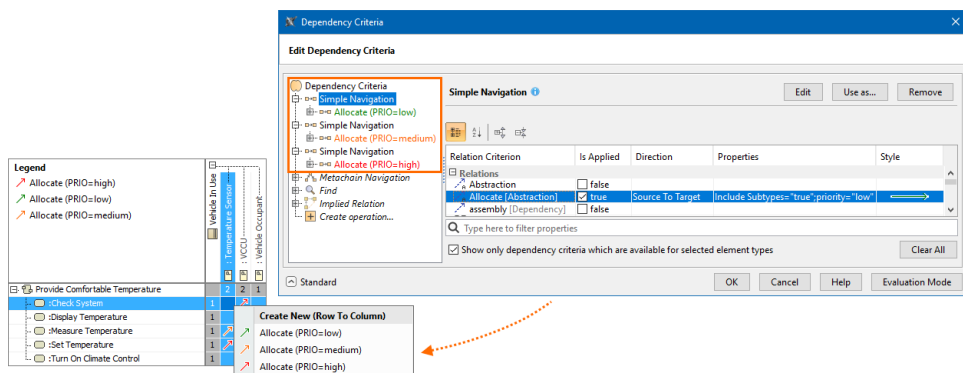 Dependency Criteria
Edit Dependency Criteria
Dependency Criteria
Simple Navigation
Allocate (PRIO=low)
Simple Navigation
Allocate (PRIO=medium)
Simple Navigation
Allocate (PRIO=high)
Metachain Navigation
Find
Implied Relation
Create operation...
Simple Navigation
Edit
Use as...
Remove
Relation Criterion Is Applied Direction Properties Style
Relations
Abstraction false
Allocate [Abstraction] true Source To Target Include Subtypes="true";priority="low"
assembly [Dependency] false
Type here to filter properties
Show only dependency criteria which are available for selected element types
Clear All
Standard
OK
Cancel
Help
Evaluation Mode
Legend
Allocate (PRIO=high)
Allocate (PRIO=low)
Allocate (PRIO=medium)
Vehicle In Use
: Temperature Sensor
: VCCU
: Vehicle Occupant
Provide Comfortable Temperature 2 2 1
:Check System 1
:Display Temperature 1
:Measure Temperature 1
:Set Temperature 1
:Turn On Climate Control 1
Create New (Row To Column)
Allocate (PRIO=low)
Allocate (PRIO=medium)
Allocate (PRIO=high)